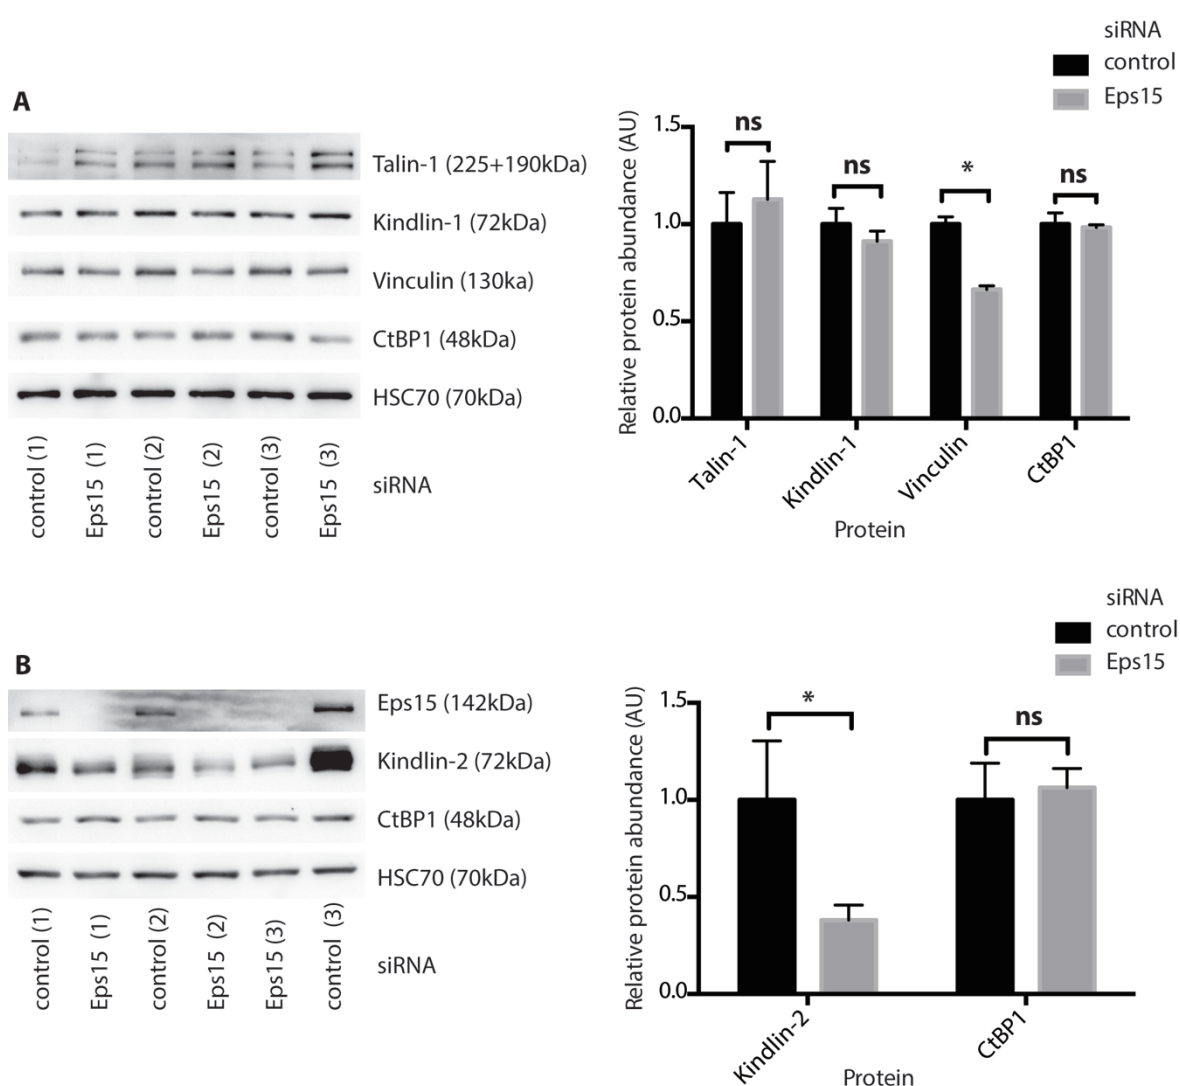 siRNA
control
Eps15
A
Talin-1 (225+190kDa)
Kindlin-1 (72kDa)
Vinculin (130ka)
CtBP1 (48kDa)
HSC70 (70kDa)
control (1)
Eps15 (1)
control (2)
Eps15 (2)
control (3)
Eps15 (3)
siRNA
Relative protein abundance (AU)
1.5
1.0
0.5
0.0
ns
ns
*
ns
Talin-1
Kindlin-1
Vinculin
CtBP1
Protein
siRNA
control
Eps15
B
Eps15 (142kDa)
Kindlin-2 (72kDa)
CtBP1 (48kDa)
HSC70 (70kDa)
control (1)
Eps15 (1)
control (2)
Eps15 (2)
Eps15 (3)
control (3)
siRNA
Relative protein abundance (AU)
1.5
1.0
0.5
0.0
*
ns
Kindlin-2
CtBP1
Protein